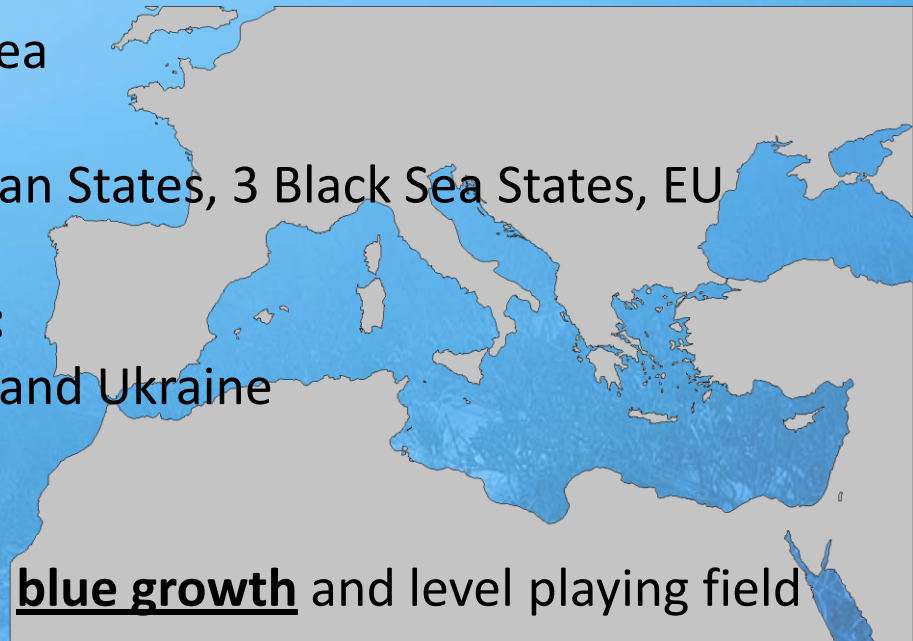 ea
an States, 3 Black Sea States, EU
:
and Ukraine
blue growth and level playing field